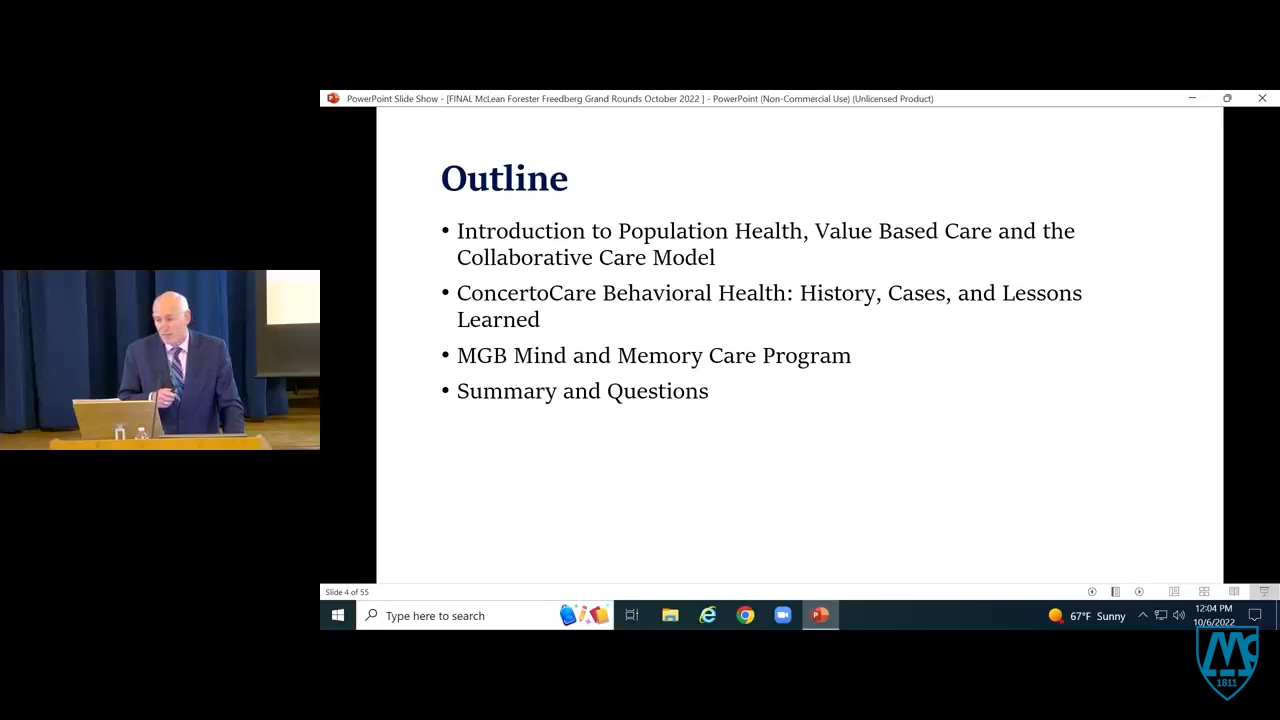 PowerPoint Slide Show - [FINAL McLean Forester Freedberg Grand Rounds October 2022 ] - PowerPoint (Non-Commercial Use) (Unlicensed Product)
Outline
• Introduction to Population Health, Value Based Care and the
Collaborative Care Model
• ConcertoCare Behavioral Health: History, Cases, and Lessons
Learned
• MGB Mind and Memory Care Program
• Summary and Questions
Slide 4 of 55
Type here to search
67°F Sunny
12:04 PM
10/6/2022
1811